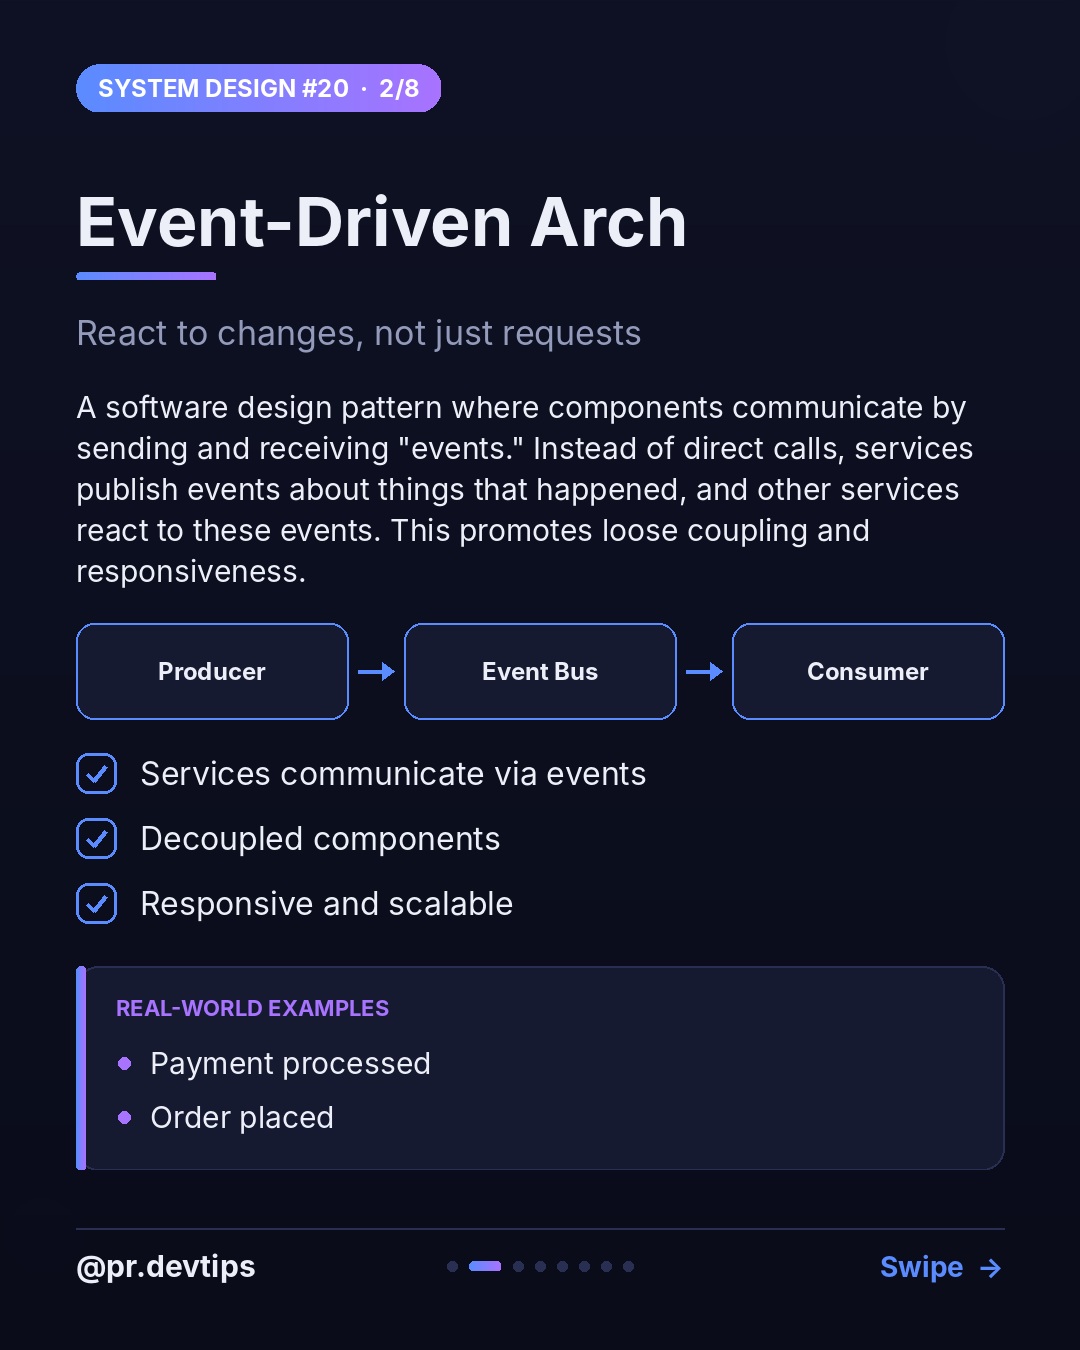 SYSTEM DESIGN #20 · 2/8
Event-Driven Arch
React to changes, not just requests
A software design pattern where components communicate by
sending and receiving "events." Instead of direct calls, services
publish events about things that happened, and other services
react to these events. This promotes loose coupling and
responsiveness.
Producer → Event Bus → Consumer
Services communicate via events
Decoupled components
Responsive and scalable
REAL-WORLD EXAMPLES
Payment processed
Order placed
@pr.devtips
Swipe →